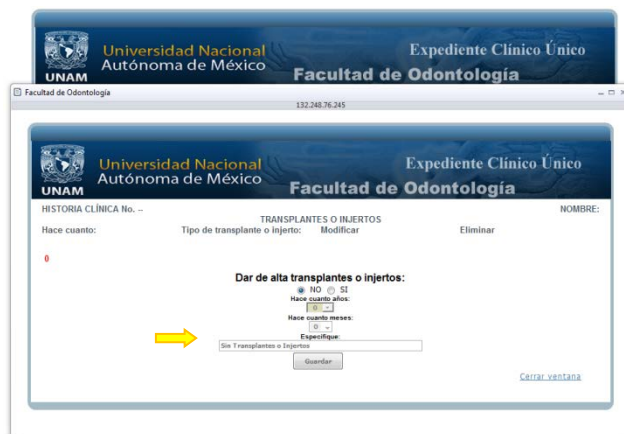 UNAM
Universidad Nacional
Autónoma de México
Expediente Clínico Único
Facultad de Odontología
Facultad de Odontología
132.248.76.245
UNAM
Universidad Nacional
Autónoma de México
Expediente Clínico Único
Facultad de Odontología
HISTORIA CLÍNICA No. --
NOMBRE:
TRANSPLANTES O INJERTOS
Hace cuanto: Tipo de transplante o injerto: Modificar Eliminar
0
Dar de alta transplantes o injertos:
NO SI
Hace cuanto años:
0
Hace cuanto meses:
0
Especifique:
Sin Transplantes o Injertos
Guardar
Cerrar ventana